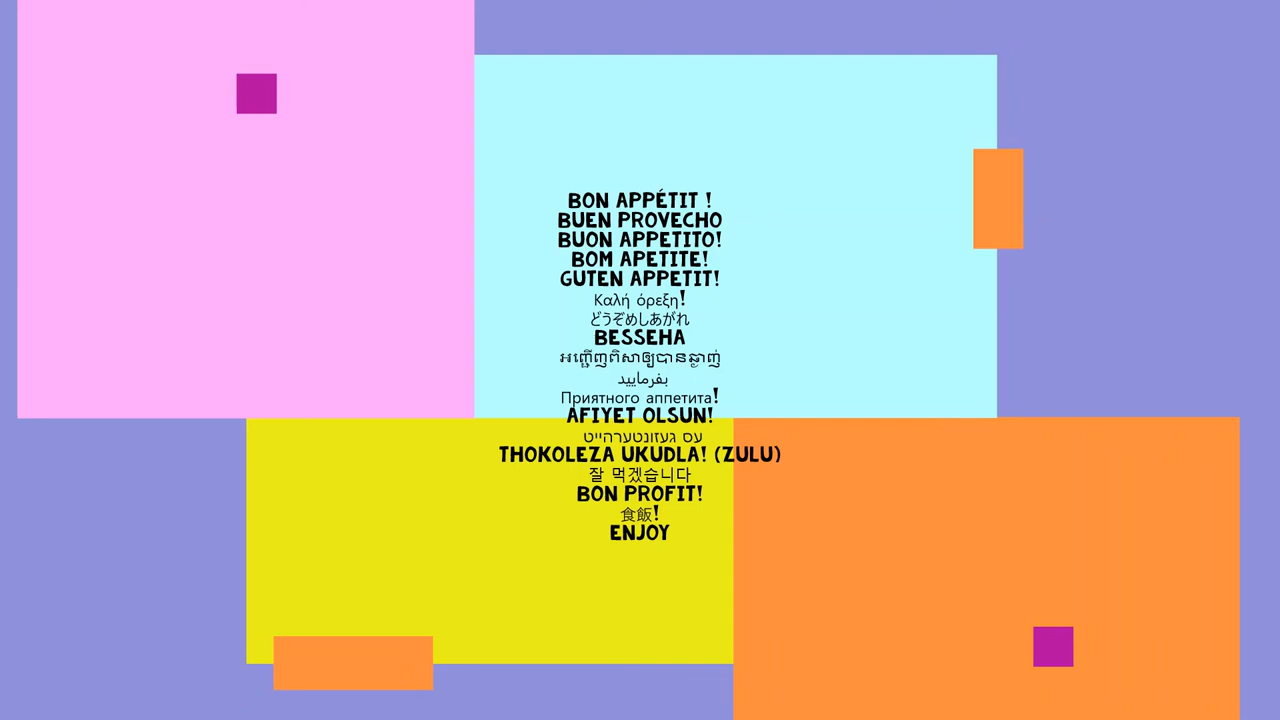 BON APPÉTIT !
BUEN PROVECHO
BUON APPETITO!
BOM APETITE!
GUTEN APPETIT!
Καλή όρεξη!
どうぞめしあがれ
BESSEHA
អញ្ជើញពិសាឲ្យបានឆ្ងាញ់
بفرمایید
Приятного аппетита!
AFIYET OLSUN!
עס געזונטערהייט
THOKOLEZA UKUDLA! (ZULU)
잘 먹겠습니다
BON PROFIT!
食飯!
ENJOY